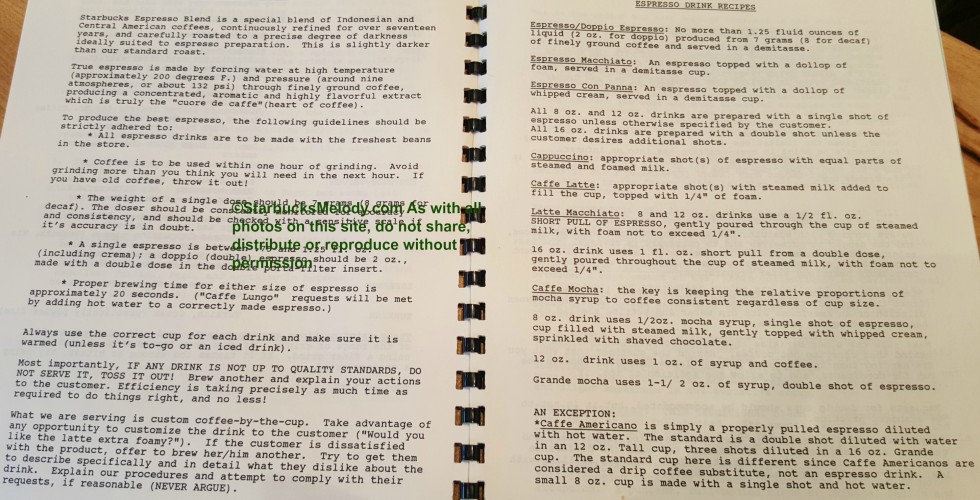 Starbucks Espresso Blend is a special blend of Indonesian and
Central American coffees, continuously refined for over seventeen
years, and carefully roasted to a precise degree of darkness
ideally suited to espresso preparation. This is slightly darker
than our standard roast.
True espresso is made by forcing water at high temperature
(approximately 200 degrees F.) and pressure (around nine
atmospheres, or about 132 psi) through finely ground coffee,
producing a concentrated, aromatic and highly flavorful extract
which is truly the "cuore de caffe"(heart of coffee).
To produce the best espresso, the following guidelines should be
strictly adhered to:
* All espresso drinks are to be made with the freshest beans
in the store.
* Coffee is to be used within one hour of grinding. Avoid
grinding more than you think you will need in the next hour. If
you have old coffee, throw it out!
* The weight of a single dose should be 7 grams (8 grams for
decaf). The doser should be
and consistency, and should be checked with a sensitive scale if
it's accuracy is in doubt.
* A single espresso is between .75 and 1.25 fl. oz.
(including crema); a doppio (double) espresso should be 2 oz.,
made with a double dose in the double porta-filter insert.
* Proper brewing time for either size of espresso is
approximately 20 seconds. ("Caffe Lungo" requests will be met
by adding hot water to a correctly made espresso.)
Always use the correct cup for each drink and make sure it is
warmed (unless it's to-go or an iced drink).
Most importantly, IF ANY DRINK IS NOT UP TO QUALITY STANDARDS, DO
NOT SERVE IT, TOSS IT OUT! Brew another and explain your actions
to the customer. Efficiency is taking precisely as much time as
required to do things right, and no less!
What we are serving is custom coffee-by-the-cup. Take advantage of
any opportunity to customize the drink to the customer ("Would you
like the latte extra foamy?"). If the customer is dissatisfied
with the product, offer to brew her/him another. Try to get them
to describe specifically and in detail what they dislike about the
drink. Explain our procedures and attempt to comply with their
requests, if reasonable (NEVER ARGUE).
©StarbucksMelody.com As with all
photos on this site, do not share,
distribute or reproduce without
permission
ESPRESSO DRINK RECIPES
Espresso/Doppio Espresso: No more than 1.25 fluid ounces of
liquid (2 oz. for doppio) produced from 7 grams (8 for decaf)
of finely ground coffee and served in a demitasse.
Espresso Macchiato: An espresso topped with a dollop of
foam, served in a demitasse cup.
Espresso Con Panna: An espresso topped with a dollop of
whipped cream, served in a demitasse cup.
All 8 oz. and 12 oz. drinks are prepared with a single shot of
espresso unless otherwise specified by the customer.
All 16 oz. drinks are prepared with a double shot unless the
customer desires additional shots.
Cappuccino: appropriate shot(s) of espresso with equal parts of
steamed and foamed milk.
Caffe Latte: appropriate shot(s) with steamed milk added to
fill the cup, topped with 1/4" of foam.
Latte Macchiato: 8 and 12 oz. drinks use a 1/2 fl. oz.
SHORT PULL OF ESPRESSO, gently poured through the cup of steamed
milk, with foam not to exceed 1/4".
16 oz. drink uses 1 fl. oz. short pull from a double dose,
gently poured throughout the cup of steamed milk, with foam not to
exceed 1/4".
Caffe Mocha: the key is keeping the relative proportions of
mocha syrup to coffee consistent regardless of cup size.
8 oz. drink uses 1/2oz. mocha syrup, single shot of espresso,
cup filled with steamed milk, gently topped with whipped cream,
sprinkled with shaved chocolate.
12 oz. drink uses 1 oz. of syrup and coffee.
Grande mocha uses 1-1/ 2 oz. of syrup, double shot of espresso.
AN EXCEPTION:
*Caffe Americano is simply a properly pulled espresso diluted
with hot water. The standard is a double shot diluted with water
in an 12 oz. Tall cup, three shots diluted in a 16 oz. Grande
cup. The standard cup here is different since Caffe Americanos are
considered a drip coffee substitute, not an espresso drink. A
small 8 oz. cup is made with a single shot and hot water.